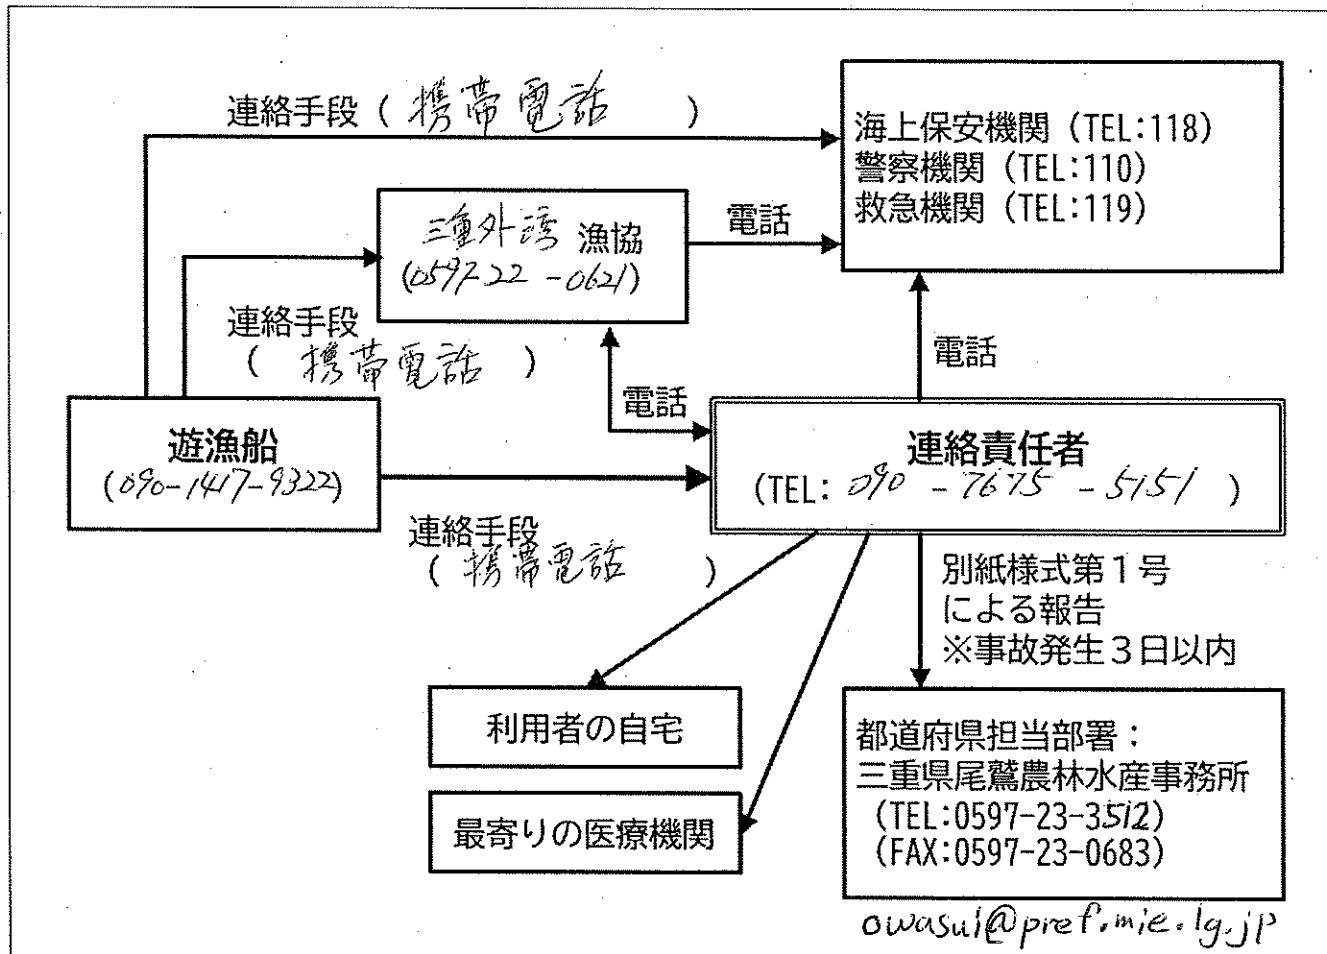 連絡手段（携帯電話）
海上保安機関（TEL:118）
警察機関（TEL:110）
救急機関（TEL:119）
三重外湾 漁協
(0597-22-0621)
電話
連絡手段
（携帯電話）
電話
電話
遊漁船
(090-1417-9322)
連絡責任者
(TEL: 090-7675-5151)
連絡手段
（携帯電話）
別紙様式第１号
による報告
※事故発生３日以内
利用者の自宅
最寄りの医療機関
都道府県担当部署：
三重県尾鷲農林水産事務所
(TEL:0597-23-3512)
(FAX:0597-23-0683)
owasui@pref.mie.lg.jp